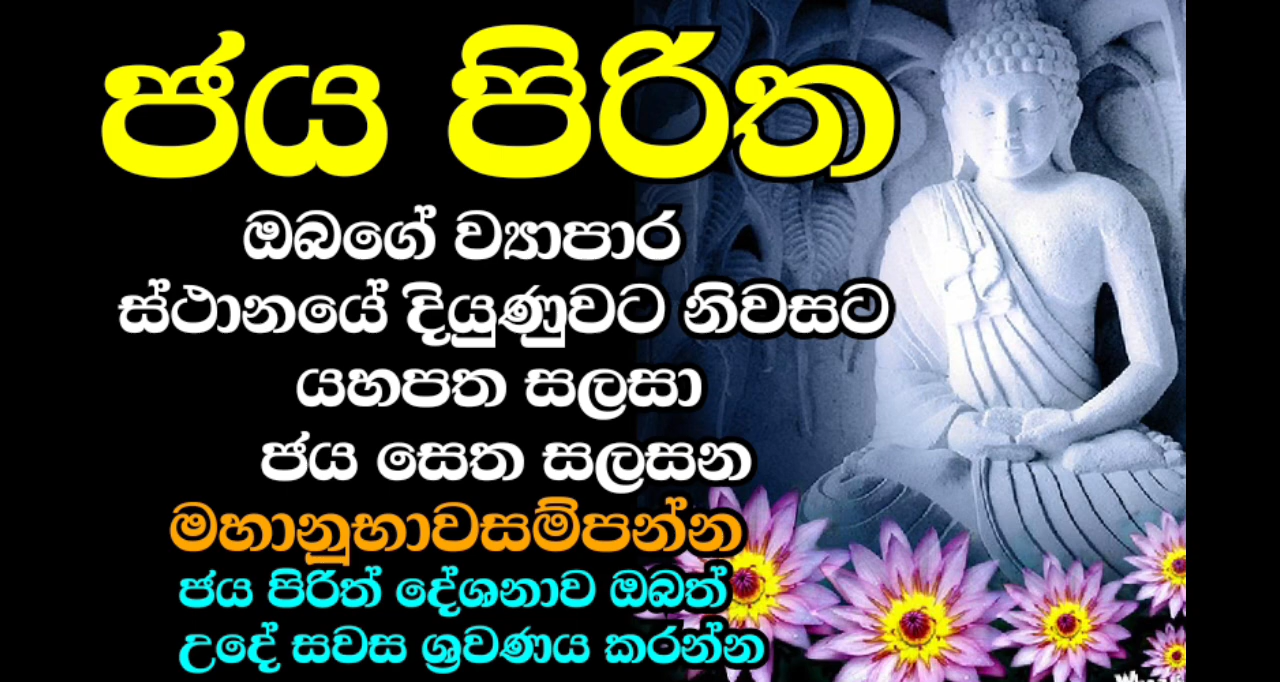 ජය පිරිත
ඔබගේ ව්‍යාපාර
ස්ථානයේ දියුණුවට නිවසට
යහපත සලසා
ජය සෙත සලසන
මහානුභාවසම්පන්න
ජය පිරිත් දේශනාව ඔබත්
උදේ සවස ශ්‍රවණය කරන්න